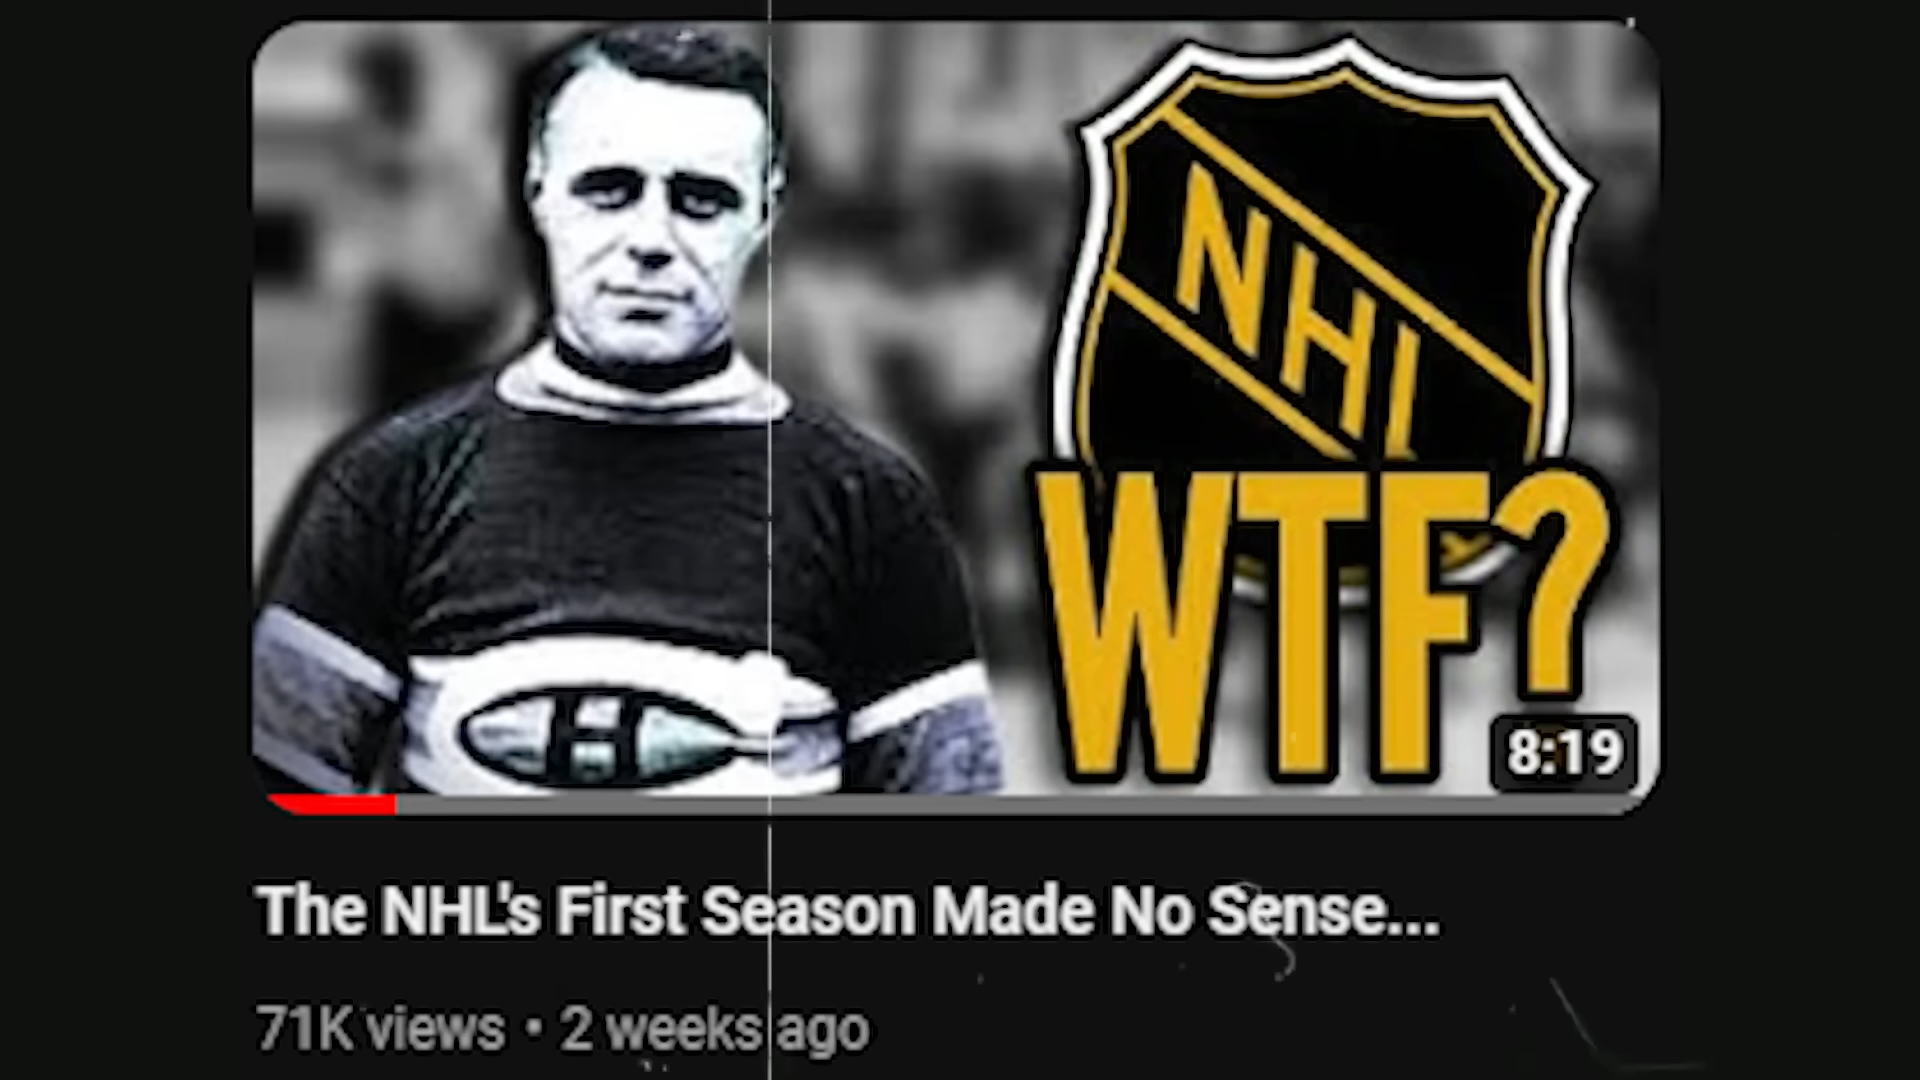 NHL
WTF?
8:19
The NHL's First Season Made No Sense...
71K views • 2 weeks ago